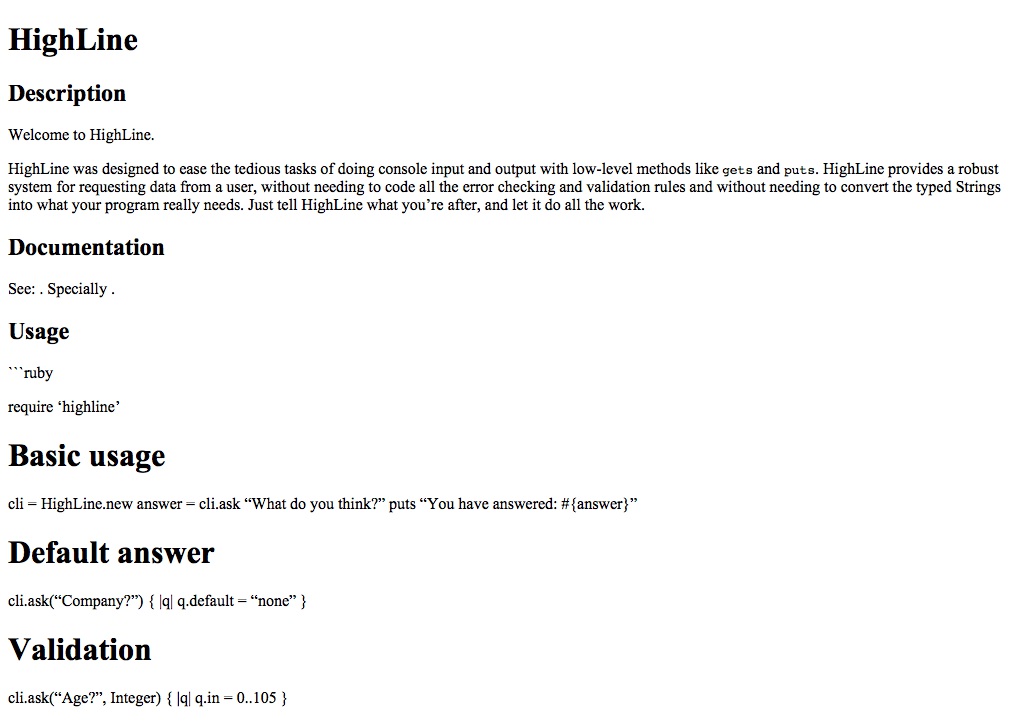 HighLine
Description
Welcome to HighLine.
HighLine was designed to ease the tedious tasks of doing console input and output with low-level methods like gets and puts. HighLine provides a robust
system for requesting data from a user, without needing to code all the error checking and validation rules and without needing to convert the typed Strings
into what your program really needs. Just tell HighLine what you’re after, and let it do all the work.
Documentation
See: . Specially .
Usage
```ruby
require ‘highline’
Basic usage
cli = HighLine.new answer = cli.ask “What do you think?” puts “You have answered: #{answer}”
Default answer
cli.ask(“Company?”) { |q| q.default = “none” }
Validation
cli.ask(“Age?”, Integer) { |q| q.in = 0..105 }